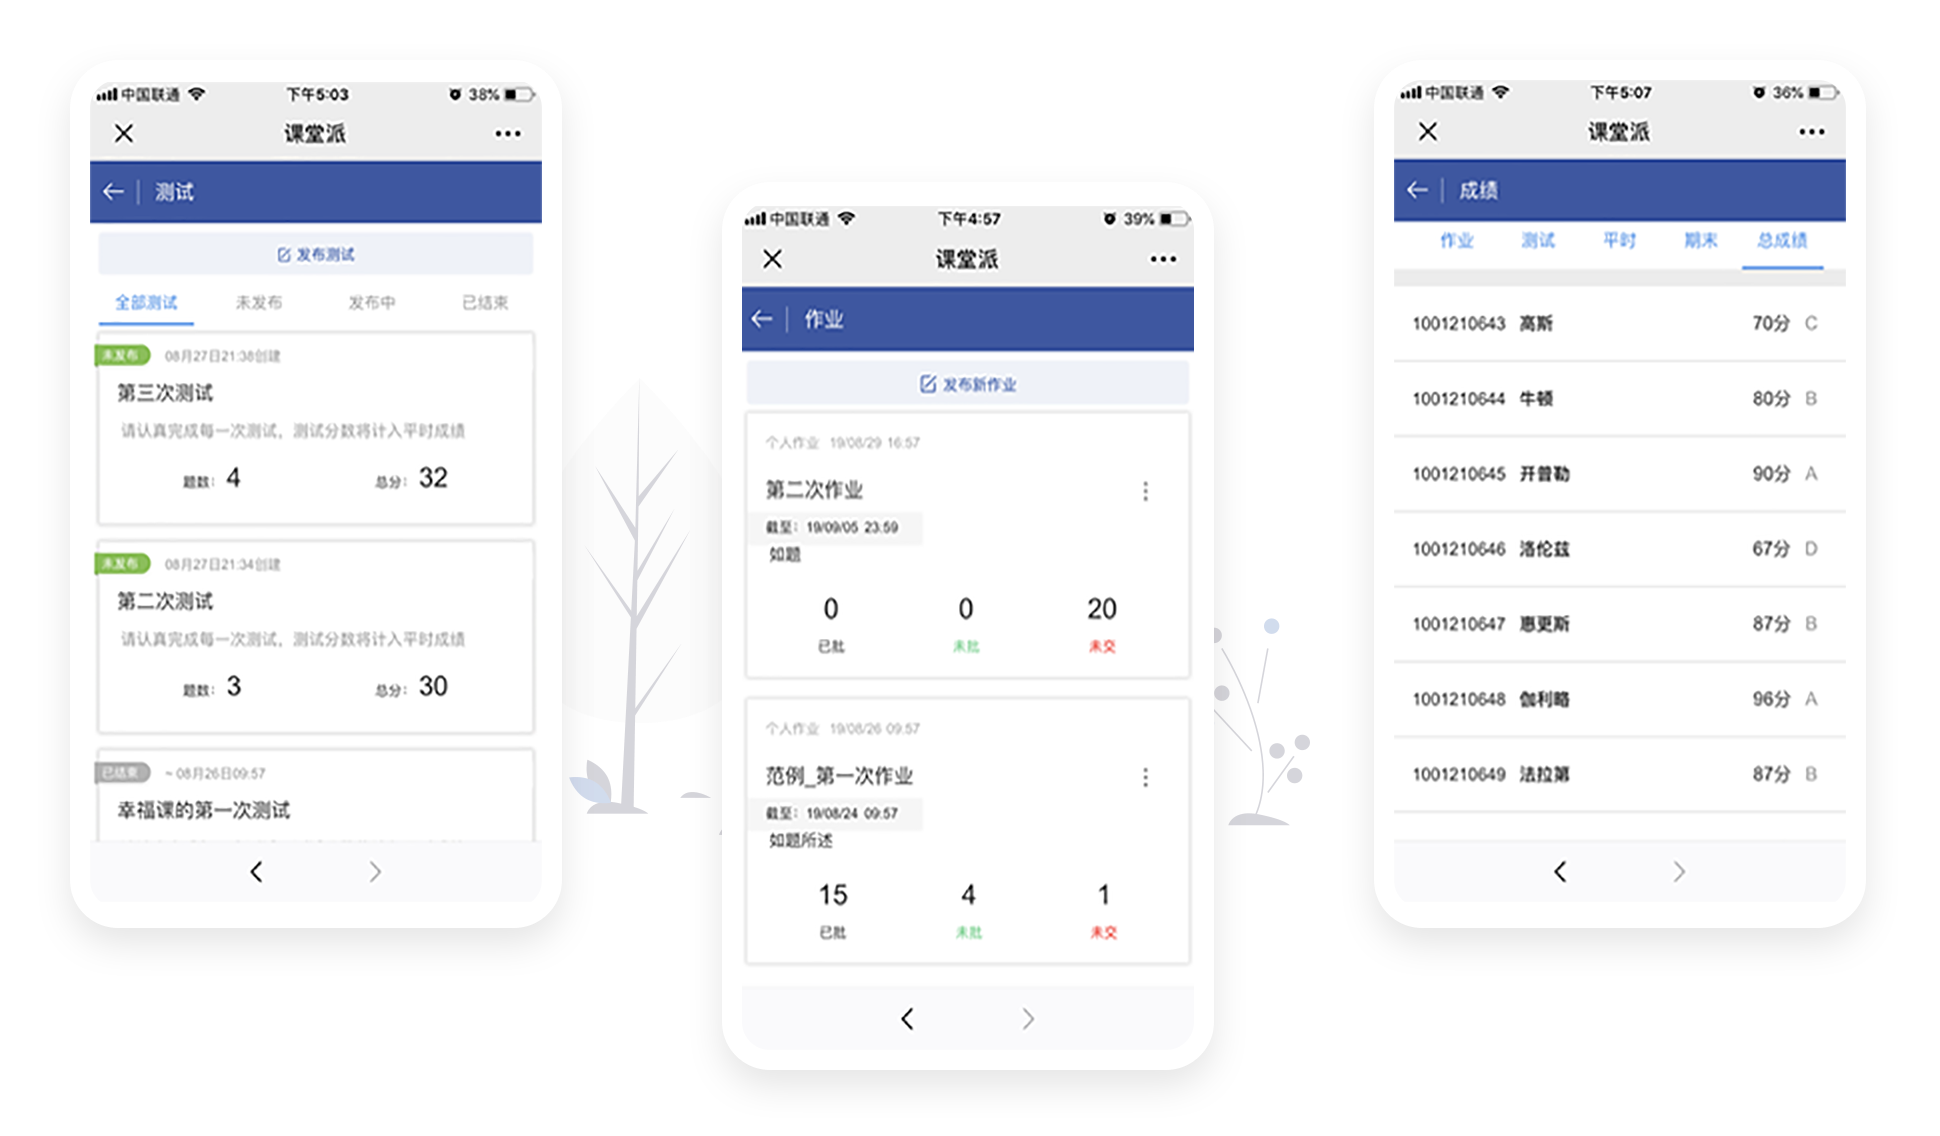 中国联通 下午5:03 38%
课堂派
测试
发布测试
全部测试 未发布 发布中 已结束
未发布 08月27日21:38创建
第三次测试
请认真完成每一次测试，测试分数将计入平时成绩
题数： 4 总分： 32
未发布 08月27日21:34创建
第二次测试
请认真完成每一次测试，测试分数将计入平时成绩
题数： 3 总分： 30
已结束 ~ 08月26日09:57
幸福课的第一次测试
中国联通 下午4:57 39%
课堂派
作业
发布新作业
个人作业 19/08/29 16:57
第二次作业
截至： 19/09/05 23:59
如题
0 0 20
已批 未批 未交
个人作业 19/08/26 09:57
范例_第一次作业
截至： 19/08/24 09:57
如题所述
15 4 1
已批 未批 未交
中国联通 下午5:07 36%
课堂派
成绩
作业 测试 平时 期末 总成绩
1001210643 高斯 70分 C
1001210644 牛顿 80分 B
1001210645 开普勒 90分 A
1001210646 洛伦兹 67分 D
1001210647 惠更斯 87分 B
1001210648 伽利略 96分 A
1001210649 法拉第 87分 B